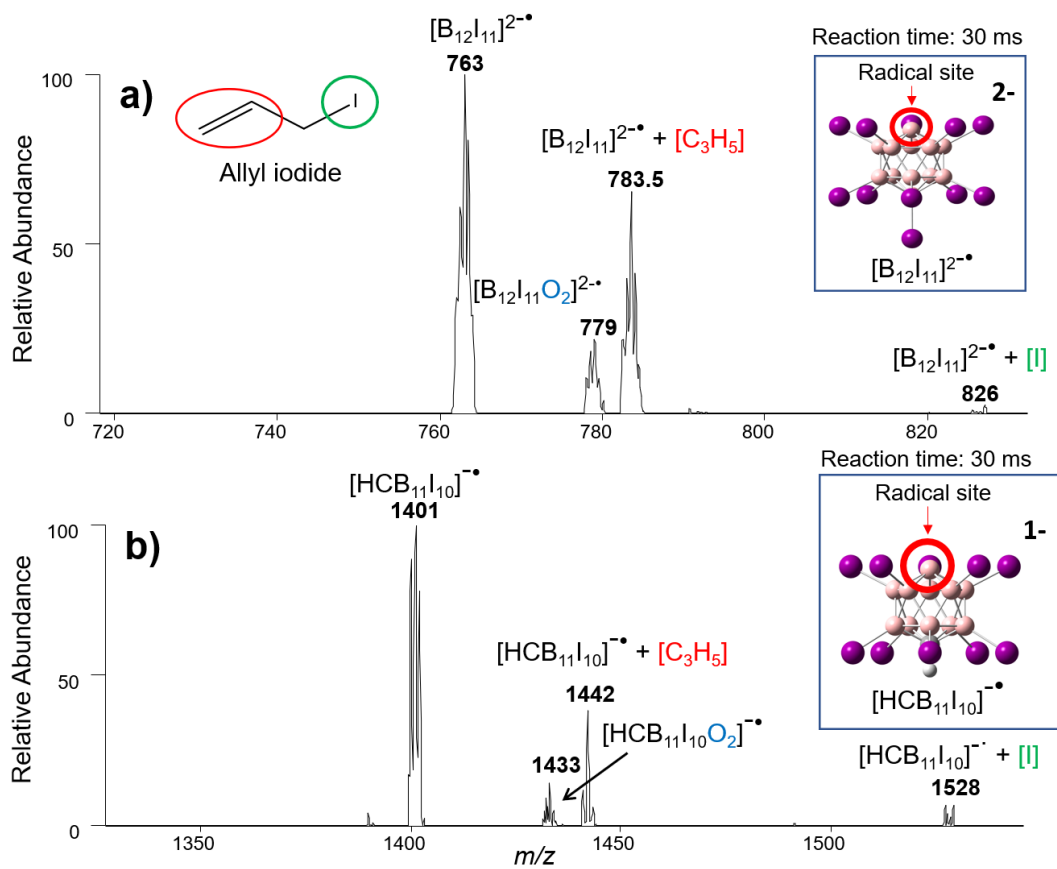 [B₁₂I₁₁]²⁻•
763
Reaction time: 30 ms
100
a)
I
Allyl iodide
Radical site
2-
[B₁₂I₁₁]²⁻•
[B₁₂I₁₁]²⁻• + [C₃H₅]
783.5
50
[B₁₂I₁₁O₂]²⁻•
779
[B₁₂I₁₁]²⁻• + [I]
826
0
Relative Abundance
720
740
760
780
800
820
Reaction time: 30 ms
[HCB₁₁I₁₀]⁻•
1401
100
b)
Radical site
1-
[HCB₁₁I₁₀]⁻•
[HCB₁₁I₁₀]⁻• + [C₃H₅]
1442
50
[HCB₁₁I₁₀O₂]⁻•
1433
[HCB₁₁I₁₀]⁻• + [I]
1528
0
Relative Abundance
1350
1400
1450
1500
m/z